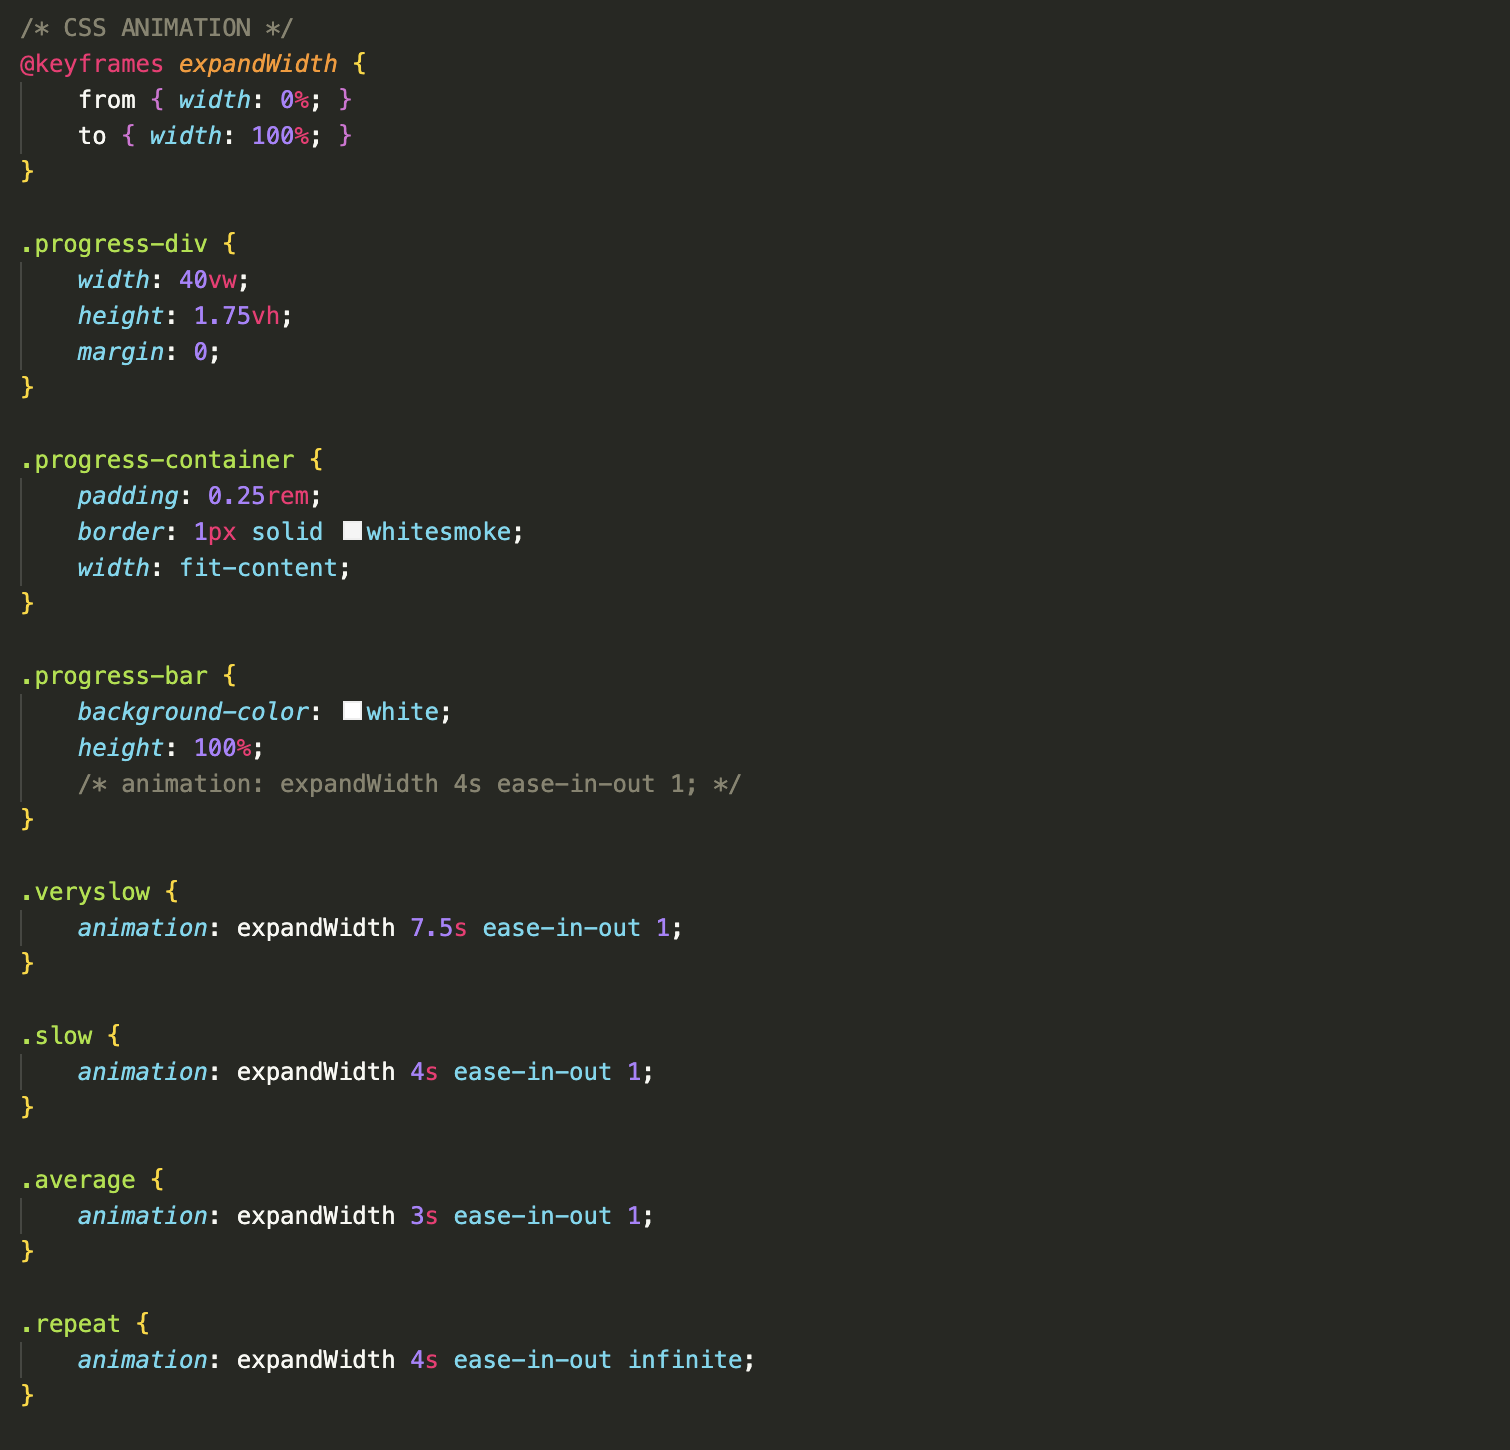 /* CSS ANIMATION */
@keyframes expandWidth {
    from { width: 0%; }
    to { width: 100%; }
}

.progress-div {
    width: 40vw;
    height: 1.75vh;
    margin: 0;
}

.progress-container {
    padding: 0.25rem;
    border: 1px solid whitesmoke;
    width: fit-content;
}

.progress-bar {
    background-color: white;
    height: 100%;
    /* animation: expandWidth 4s ease-in-out 1; */
}

.veryslow {
    animation: expandWidth 7.5s ease-in-out 1;
}

.slow {
    animation: expandWidth 4s ease-in-out 1;
}

.average {
    animation: expandWidth 3s ease-in-out 1;
}

.repeat {
    animation: expandWidth 4s ease-in-out infinite;
}